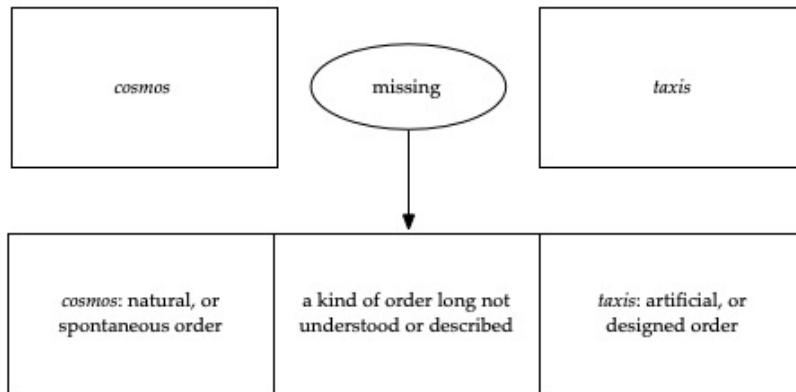 cosmos
missing
taxis
cosmos: natural, or
spontaneous order
a kind of order long not
understood or described
taxis: artificial, or
designed order